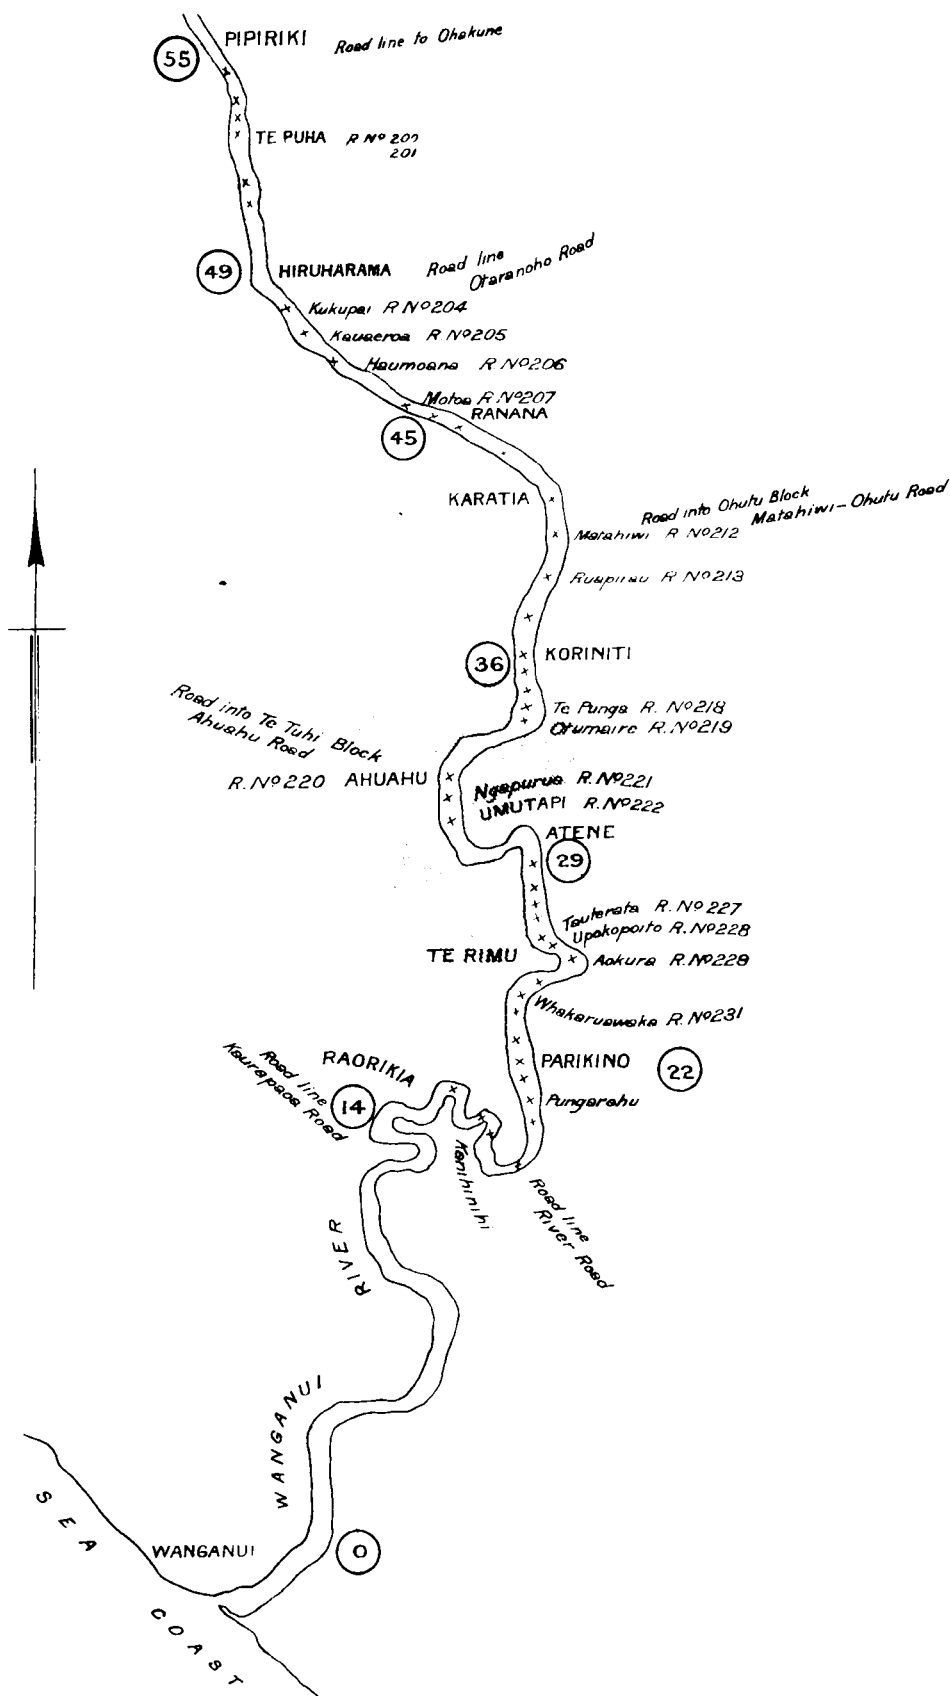 PIPIRIKI
Road line to Ohakune
55
TE PUHA R Nº 200
201
49
HIRUHARAMA
Road line
Otaranoho Road
Kukupai R Nº 204
Kauaeroa R. Nº 205
Haumoana R Nº 206
Motoa R. Nº 207
RANANA
45
KARATIA
Road into Ohutu Block
Matahiwi-Ohutu Road
Matahiwi R Nº 212
Ruapirau R Nº 213
36
KORINITI
Te Punga R. Nº 218
Otumaire R. Nº 219
Road into Te Tuhi Block
Ahuahu Road
R. Nº 220 AHUAHU
Ngapurua R. Nº 221
UMUTAPI R. Nº 222
ATENE
29
Tauterata R. Nº 227
Upokopoito R. Nº 228
TE RIMU
Aokura R. Nº 229
Whakaruawaka R. Nº 231
PARIKINO
22
RAORIKIA
Road line
Kaurapaoa Road
14
Pungarahu
Kanihinihi
Road line
River Road
WANGANUI RIVER
WANGANUI
0
SEA COAST